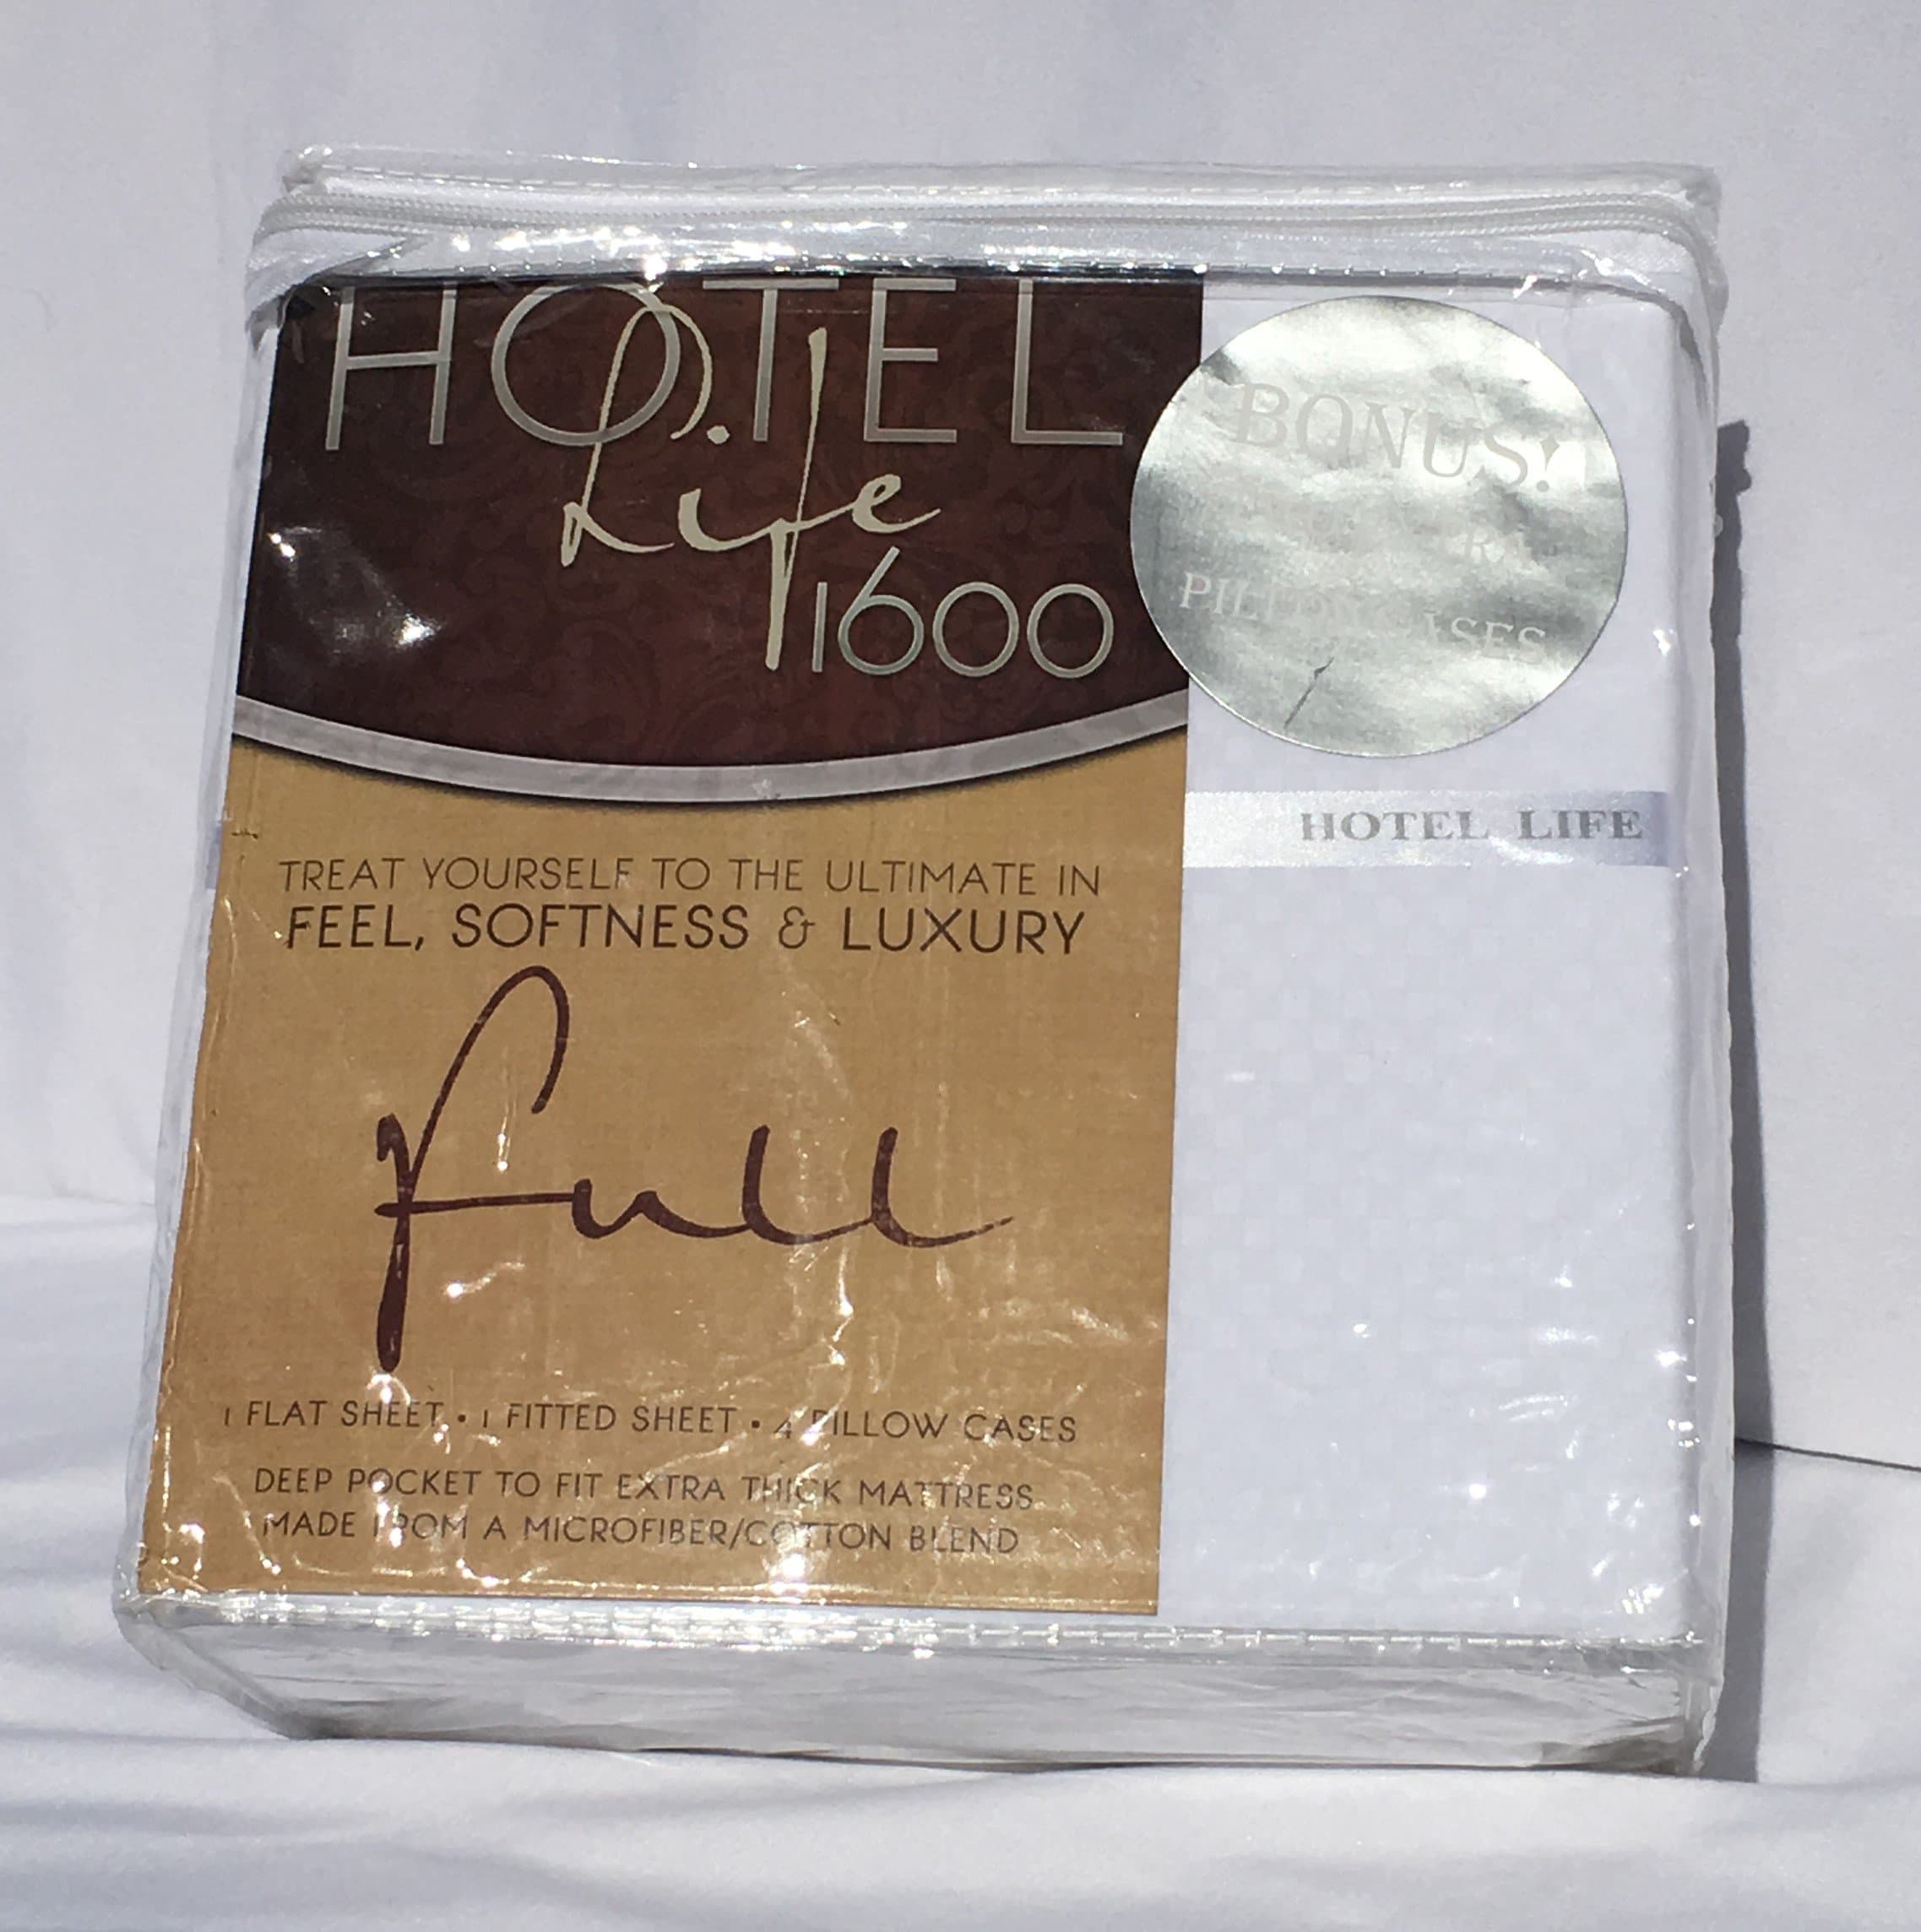 HOTEL
Life
1600
BONUS!
PILLOWCASES
HOTEL LIFE
TREAT YOURSELF TO THE ULTIMATE IN
FEEL, SOFTNESS & LUXURY
Full
1 FLAT SHEET • 1 FITTED SHEET • 4 PILLOW CASES
DEEP POCKET TO FIT EXTRA THICK MATTRESS
MADE FROM A MICROFIBER/COTTON BLEND